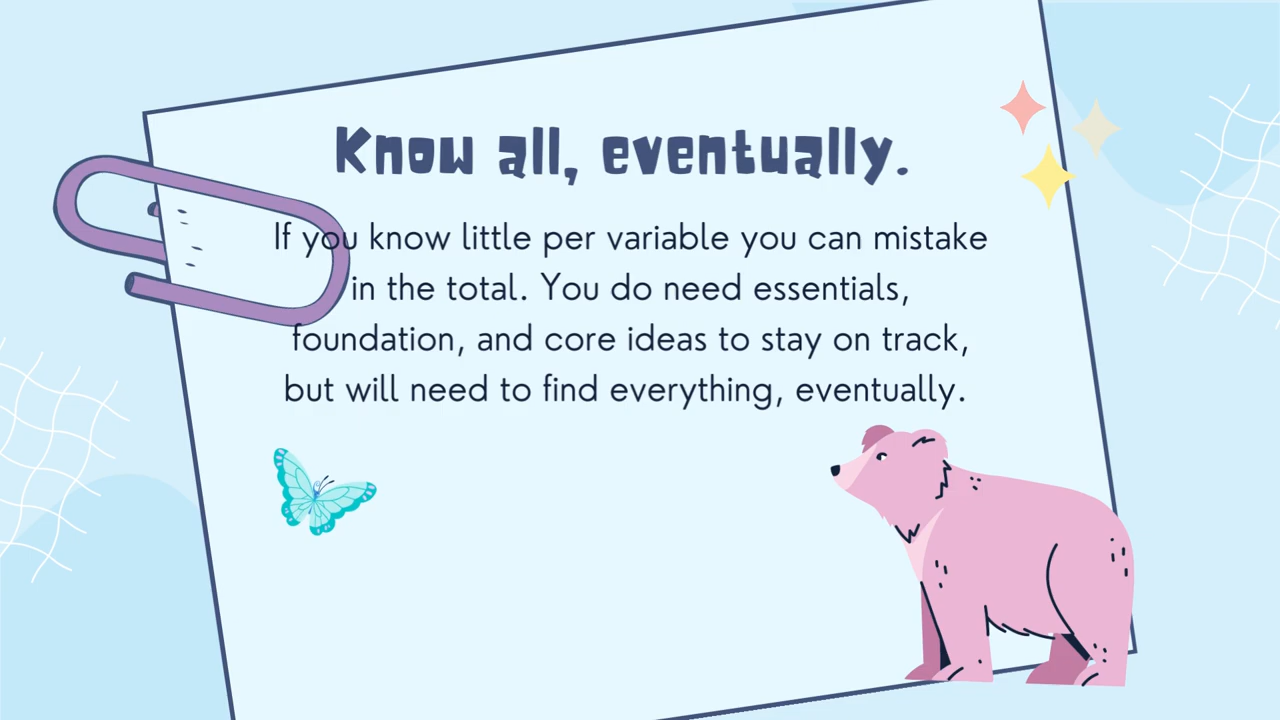 Know all, eventually.
If you know little per variable you can mistake
in the total. You do need essentials,
foundation, and core ideas to stay on track,
but will need to find everything, eventually.